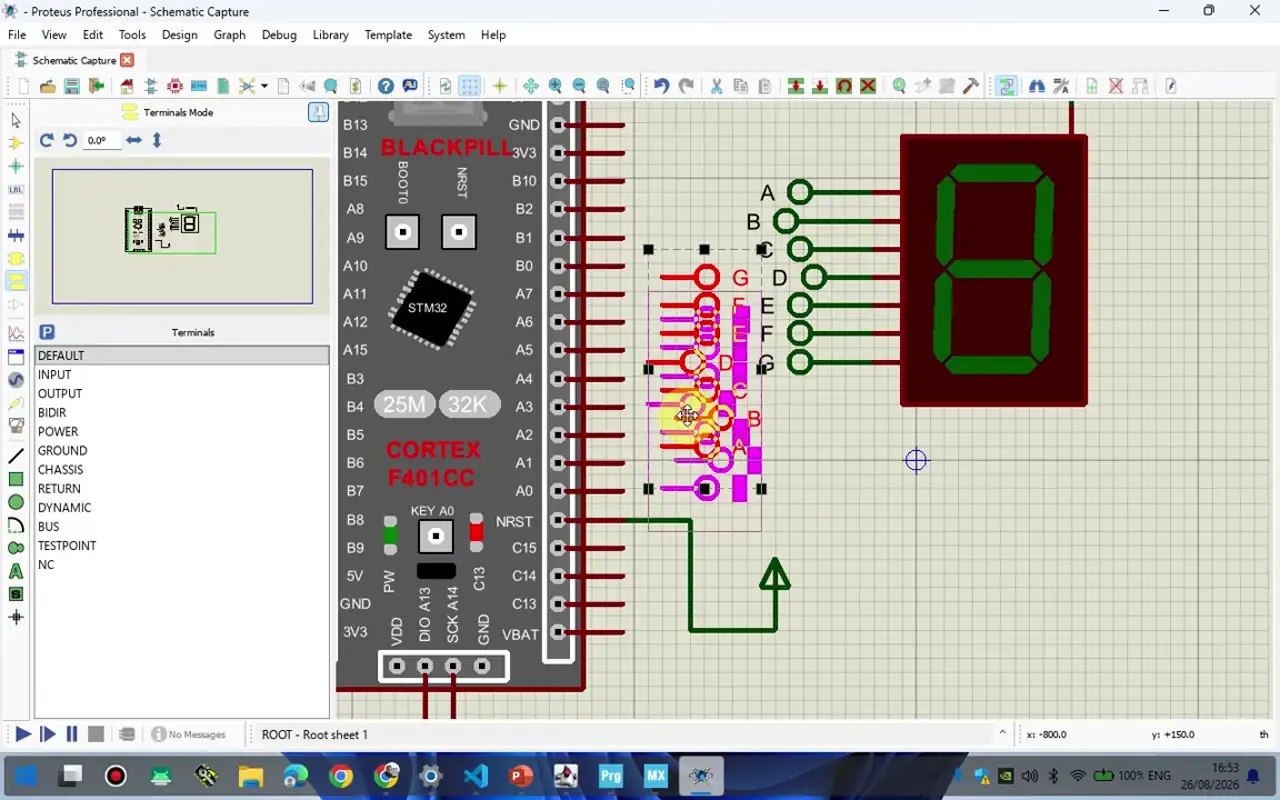 - Proteus Professional - Schematic Capture
File View Edit Tools Design Graph Debug Library Template System Help
Schematic Capture
Terminals Mode
0.0°
LBL
P Terminals
DEFAULT
INPUT
OUTPUT
BIDIR
POWER
GROUND
CHASSIS
RETURN
DYNAMIC
BUS
TESTPOINT
NC
B13
B14
B15
A8
A9
A10
A11
A12
A15
B3
B4
B5
B6
B7
B8
B9
5V
GND
3V3
BLACKPILL
BOOT0
NRST
STM32
25M 32K
CORTEX
F401CC
KEY A0
PW
C13
VDD
DIO A13
SCK A14
GND
GND
3V3
B10
B2
B1
B0
A7
A6
A5
A4
A3
A2
A1
A0
NRST
C15
C14
C13
VBAT
G
F
E
D
C
B
A
A
B
C
D
E
F
G
No Messages
ROOT - Root sheet 1
x: -800.0
y: +150.0
th
Prg
MX
100% ENG
16:53
26/08/2026